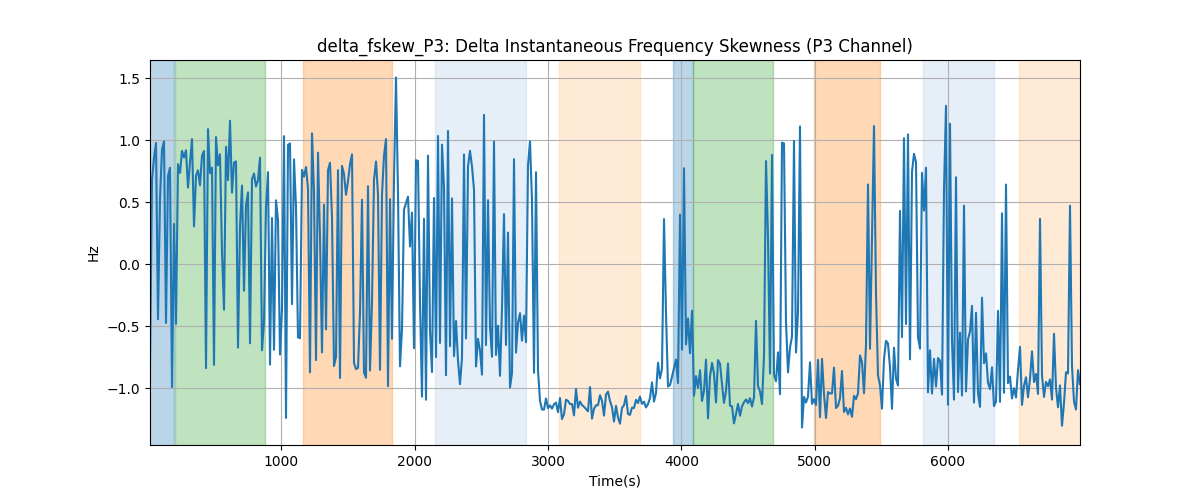 delta_fskew_P3: Delta Instantaneous Frequency Skewness (P3 Channel)
1.5
1.0
0.5
0.0
−0.5
−1.0
Hz
1000 2000 3000 4000 5000 6000
Time(s)